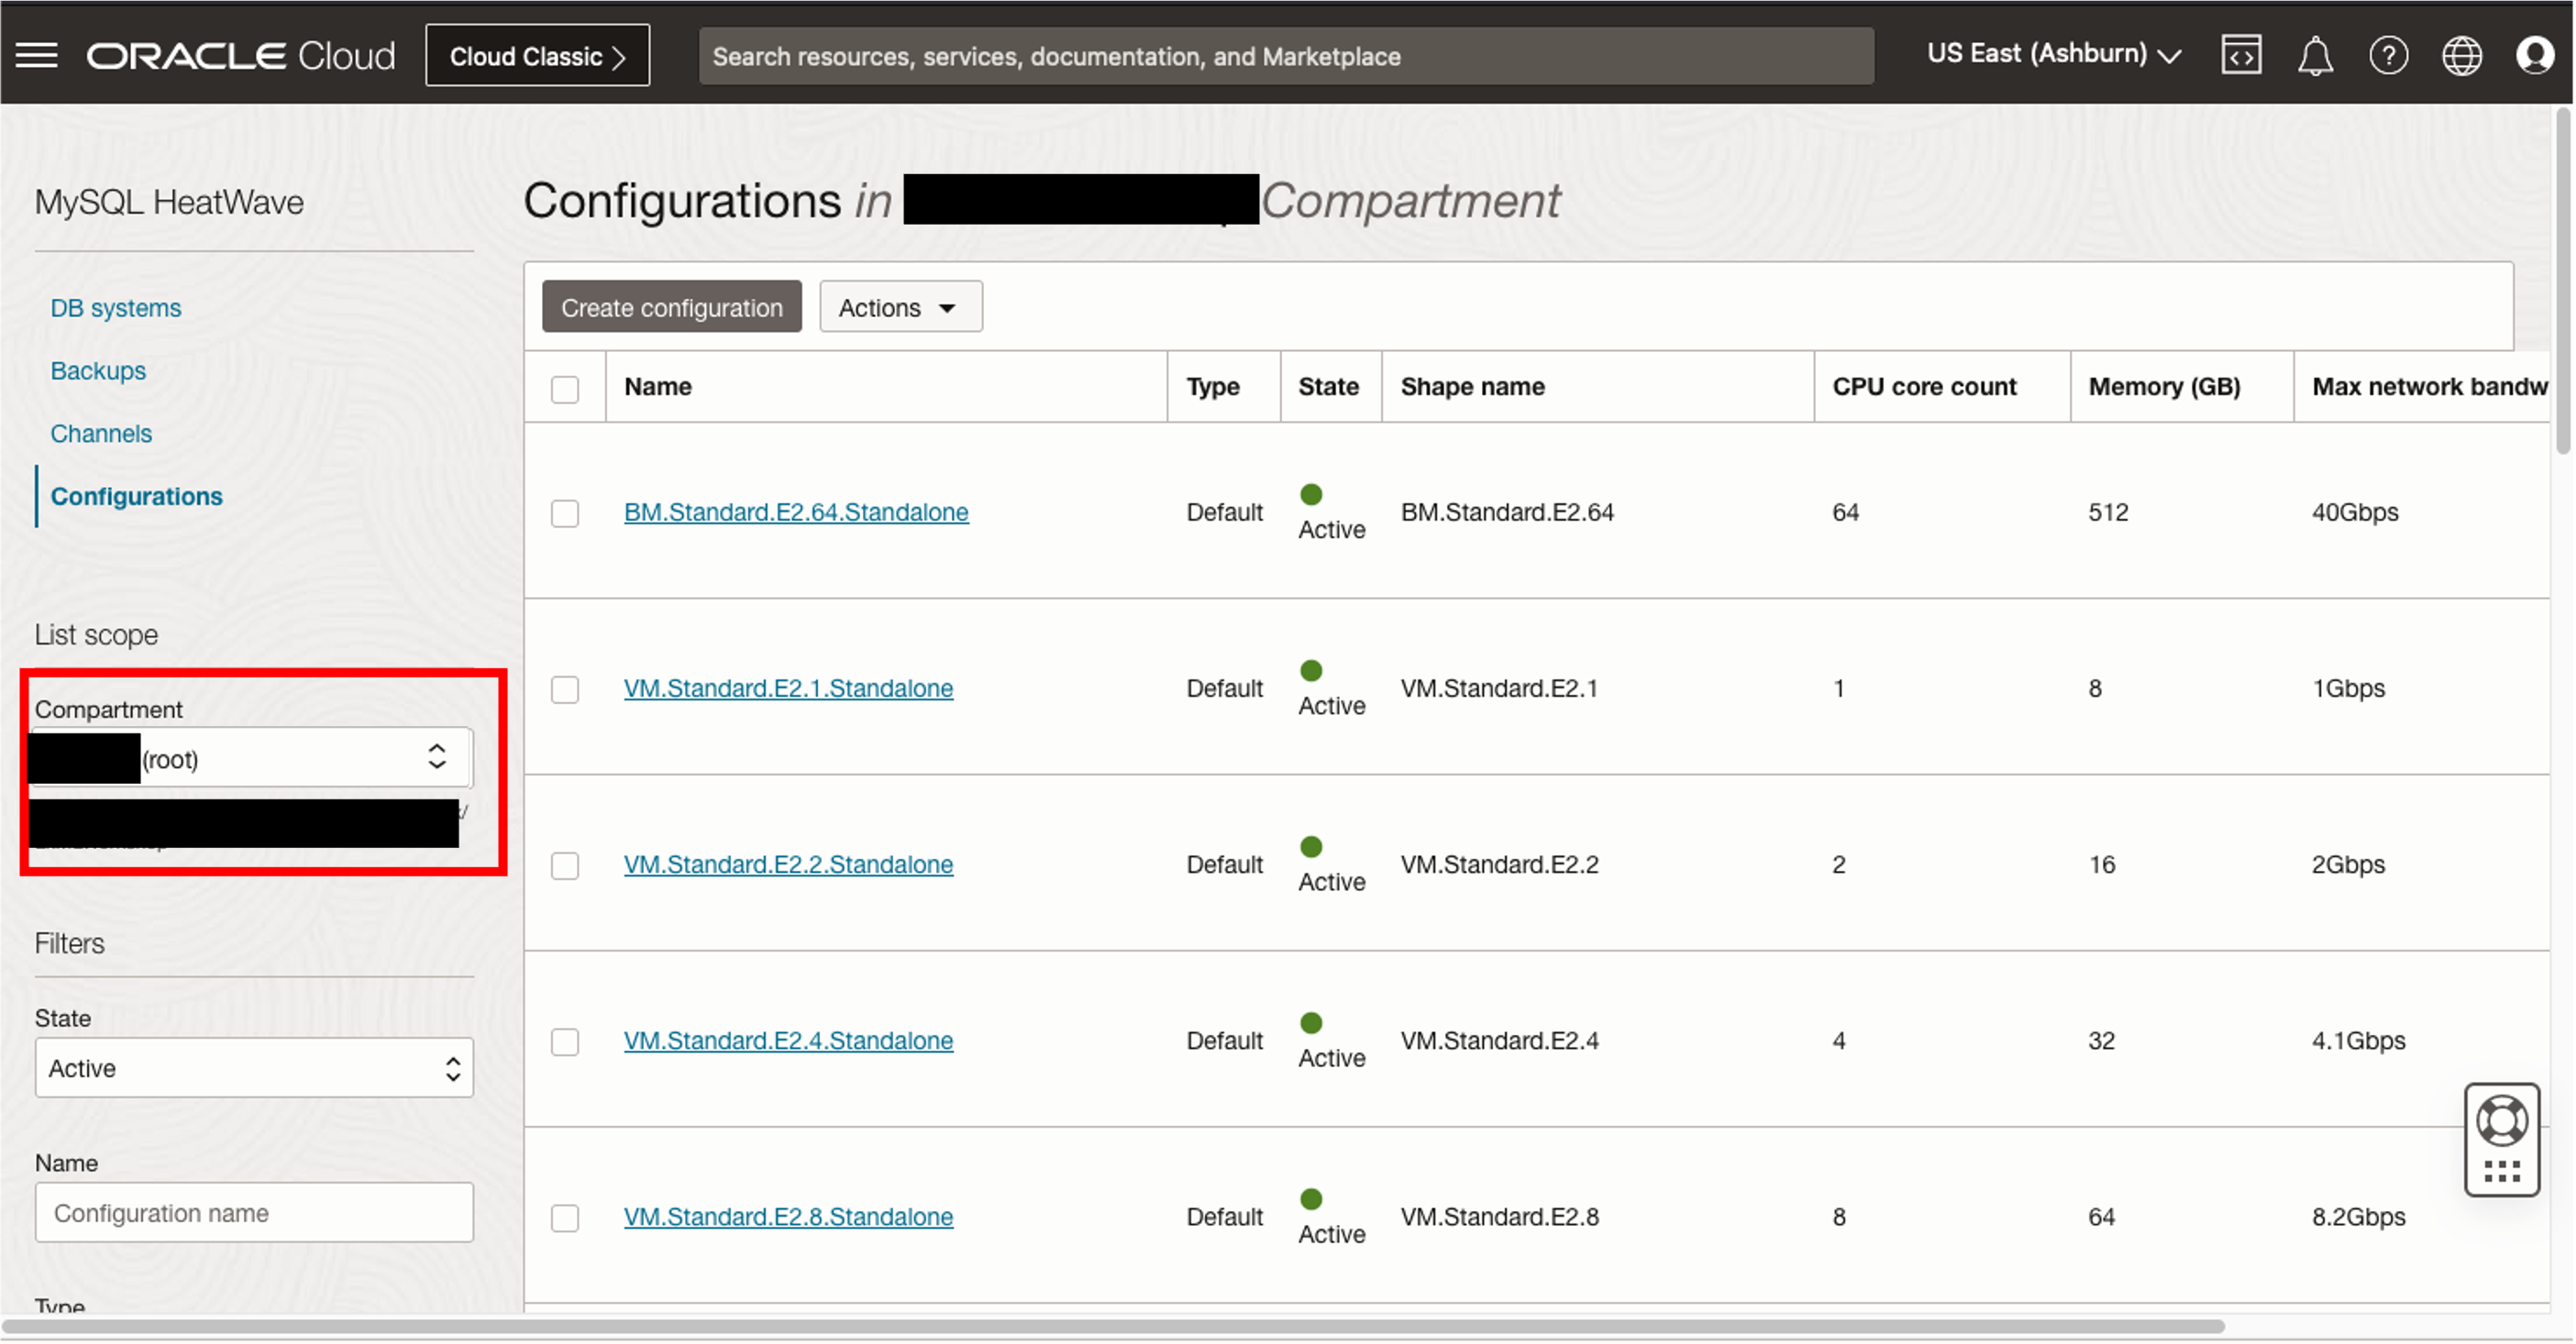 ORACLE Cloud
Cloud Classic
Search resources, services, documentation, and Marketplace
US East (Ashburn)
MySQL HeatWave
DB systems
Backups
Channels
Configurations
List scope
Compartment
(root)
/
Filters
State
Active
Name
Configuration name
Type
Configurations in Compartment
Create configuration
Actions
Name Type State Shape name CPU core count Memory (GB) Max network bandw
BM.Standard.E2.64.Standalone Default Active BM.Standard.E2.64 64 512 40Gbps
VM.Standard.E2.1.Standalone Default Active VM.Standard.E2.1 1 8 1Gbps
VM.Standard.E2.2.Standalone Default Active VM.Standard.E2.2 2 16 2Gbps
VM.Standard.E2.4.Standalone Default Active VM.Standard.E2.4 4 32 4.1Gbps
VM.Standard.E2.8.Standalone Default Active VM.Standard.E2.8 8 64 8.2Gbps